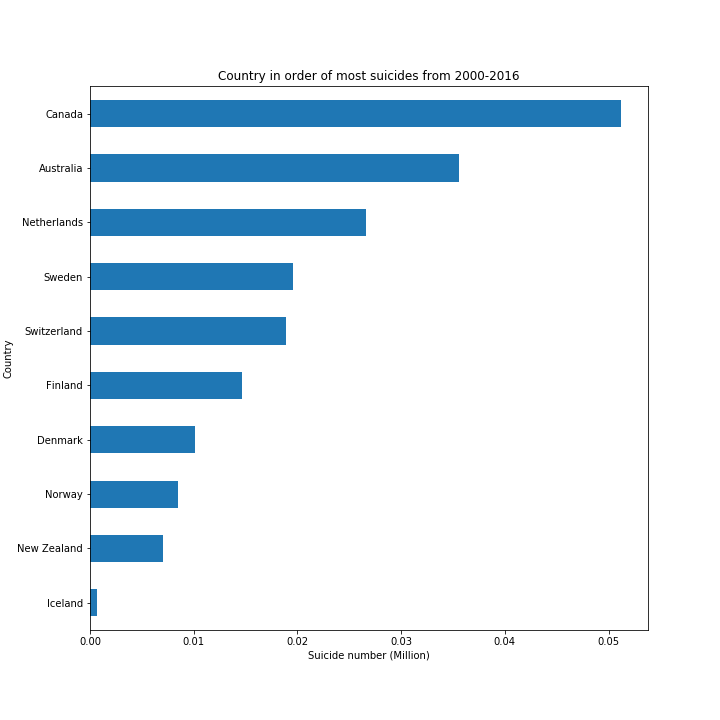 Country in order of most suicides from 2000-2016
Country
Canada
Australia
Netherlands
Sweden
Switzerland
Finland
Denmark
Norway
New Zealand
Iceland
0.00 0.01 0.02 0.03 0.04 0.05
Suicide number (Million)